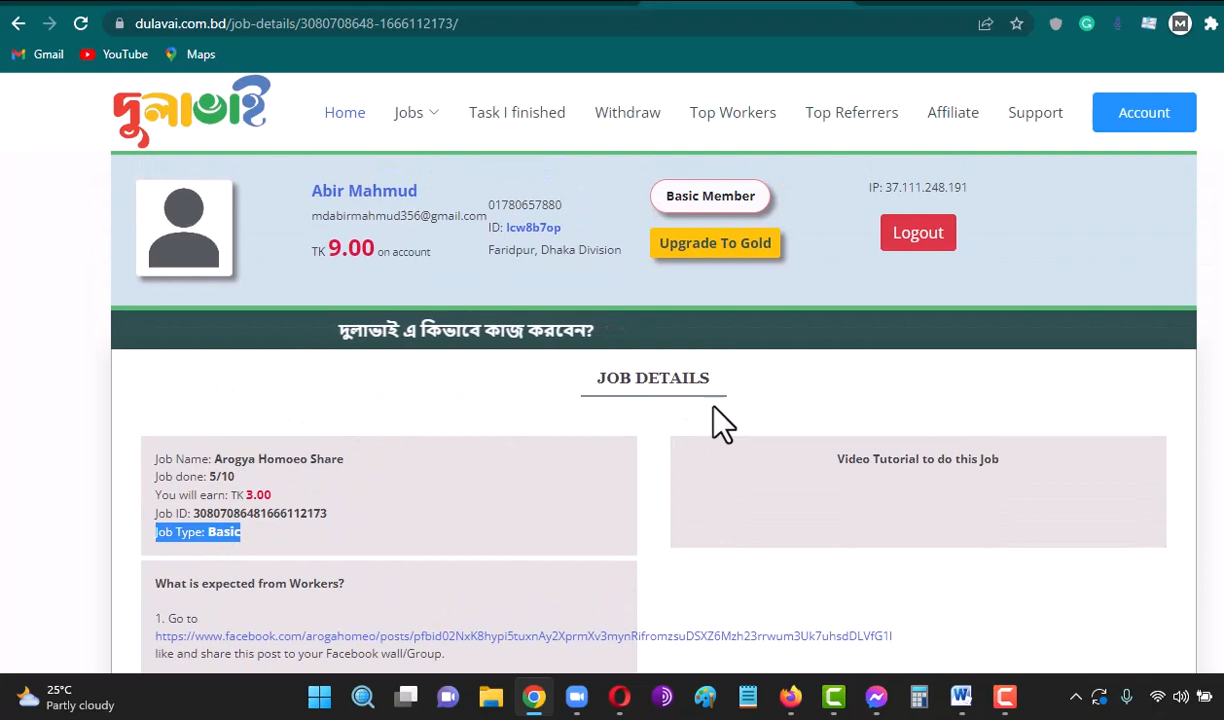 dulavai.com.bd/job-details/3080708648-1666112173/
Gmail YouTube Maps
দুলাভাই Home Jobs Task I finished Withdraw Top Workers Top Referrers Affiliate Support Account
Abir Mahmud
mdabirmahmud356@gmail.com
TK 9.00 on account
01780657880
ID: lcw8b7op
Faridpur, Dhaka Division
Basic Member
Upgrade To Gold
IP: 37.111.248.191
Logout
দুলাভাই এ কিভাবে কাজ করবেন?
JOB DETAILS
Job Name: Arogya Homoeo Share
Job done: 5/10
You will earn: TK 3.00
Job ID: 30807086481666112173
Job Type: Basic
Video Tutorial to do this Job
What is expected from Workers?
1. Go to
https://www.facebook.com/arogahomeo/posts/pfbid02NxK8hypi5tuxnAy2XprmXv3mynRifromzsuDSXZ6Mzh23rrwum3Uk7uhsdDLVfG1l
like and share this post to your Facebook wall/Group.
25°C
Partly cloudy